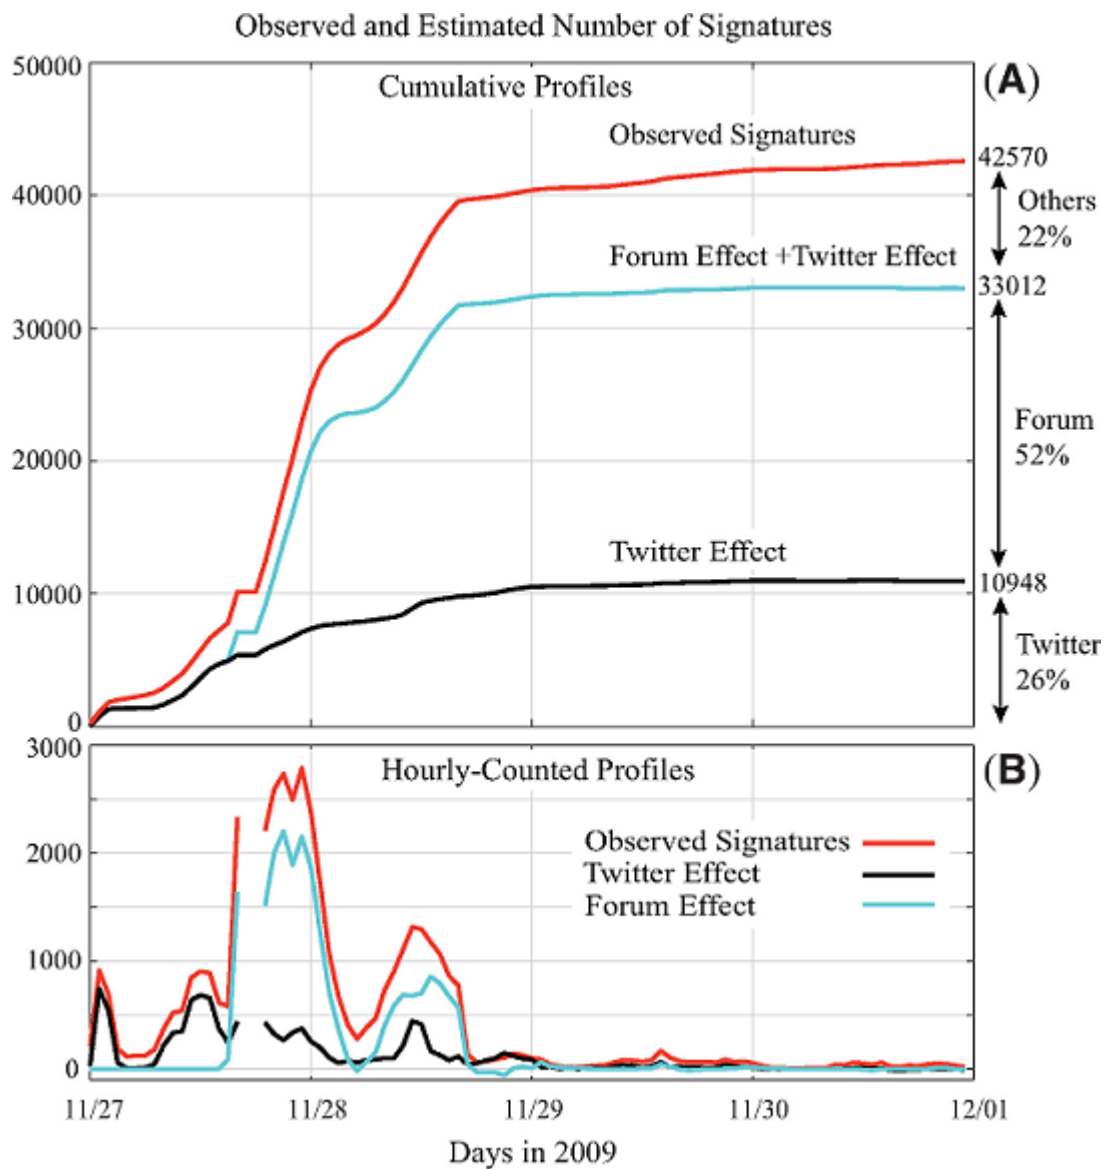 Observed and Estimated Number of Signatures
50000
Cumulative Profiles
(A)
Observed Signatures
42570
40000
Others
22%
Forum Effect +Twitter Effect
33012
30000
Forum
52%
20000
Twitter Effect
10948
10000
Twitter
26%
0
3000
Hourly-Counted Profiles
(B)
Observed Signatures
2000
Twitter Effect
Forum Effect
1000
0
11/27 11/28 11/29 11/30 12/01
Days in 2009